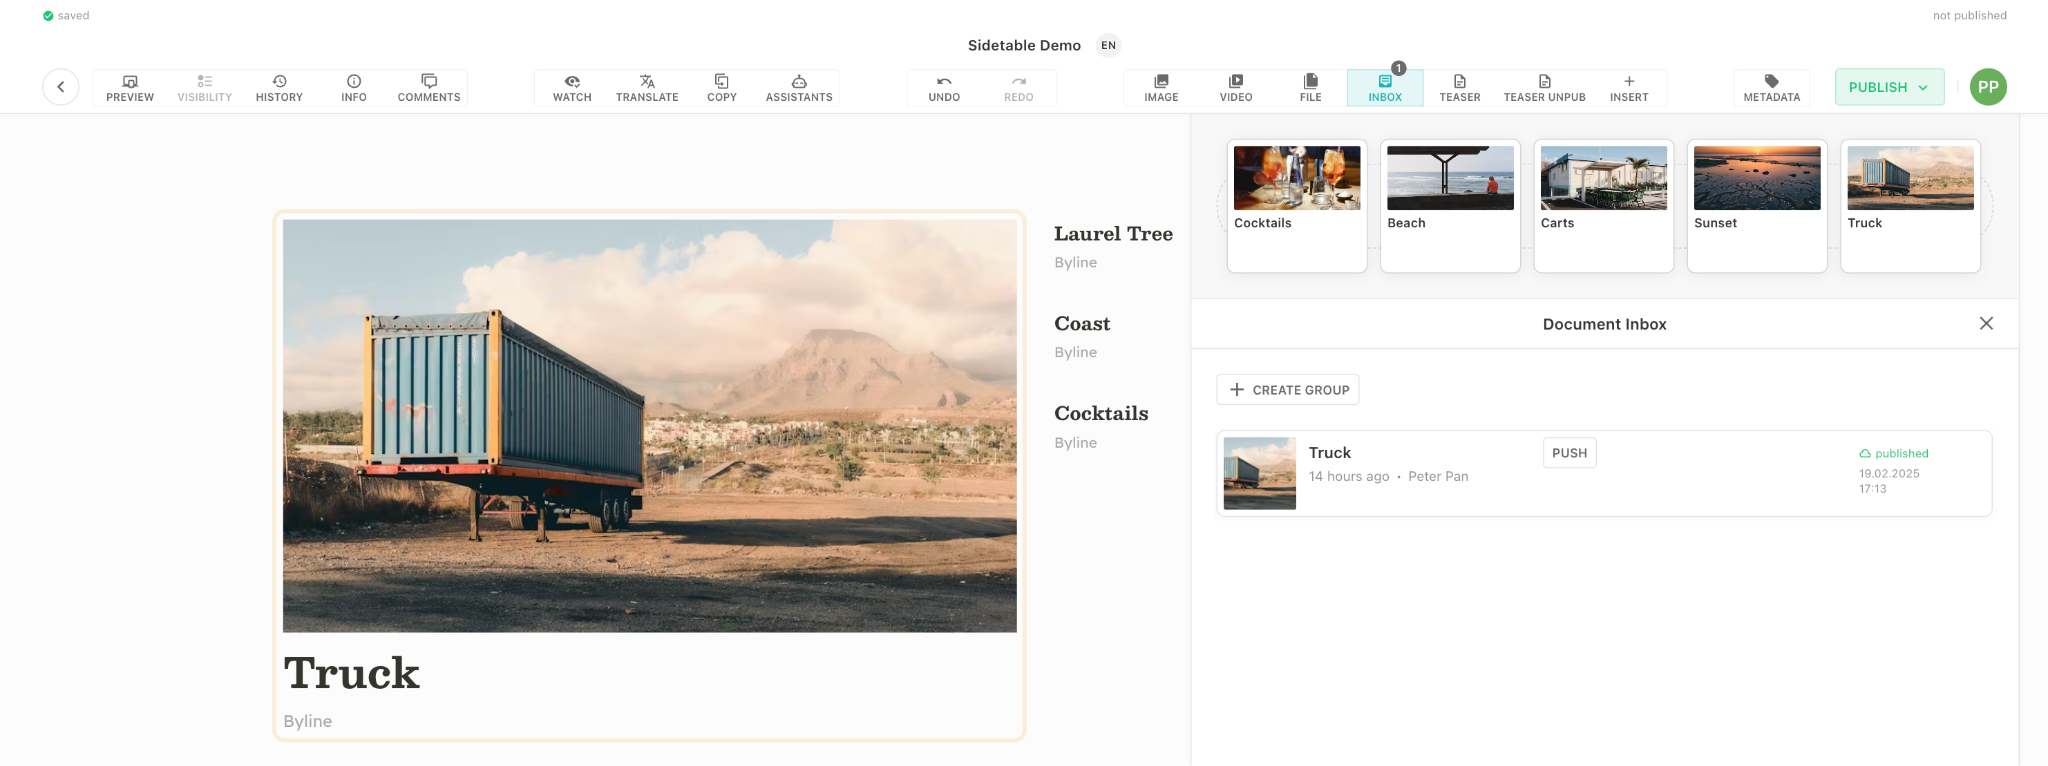 saved
not published
Sidetable Demo EN
PREVIEW VISIBILITY HISTORY INFO COMMENTS WATCH TRANSLATE COPY ASSISTANTS UNDO REDO IMAGE VIDEO FILE INBOX 1 TEASER TEASER UNPUB INSERT METADATA PUBLISH PP
Laurel Tree
Byline
Coast
Byline
Cocktails
Byline
Truck
Byline
Cocktails Beach Carts Sunset Truck
Document Inbox
CREATE GROUP
Truck PUSH published
14 hours ago • Peter Pan 19.02.2025
17:13